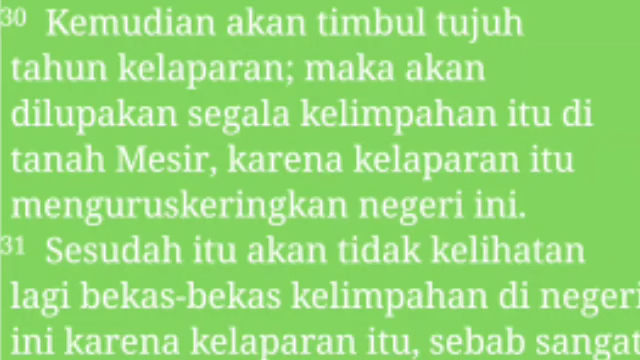 30 Kemudian akan timbul tujuh
tahun kelaparan; maka akan
dilupakan segala kelimpahan itu di
tanah Mesir, karena kelaparan itu
menguruskeringkan negeri ini.
31 Sesudah itu akan tidak kelihatan
lagi bekas-bekas kelimpahan di negeri
ini karena kelaparan itu, sebab sangat